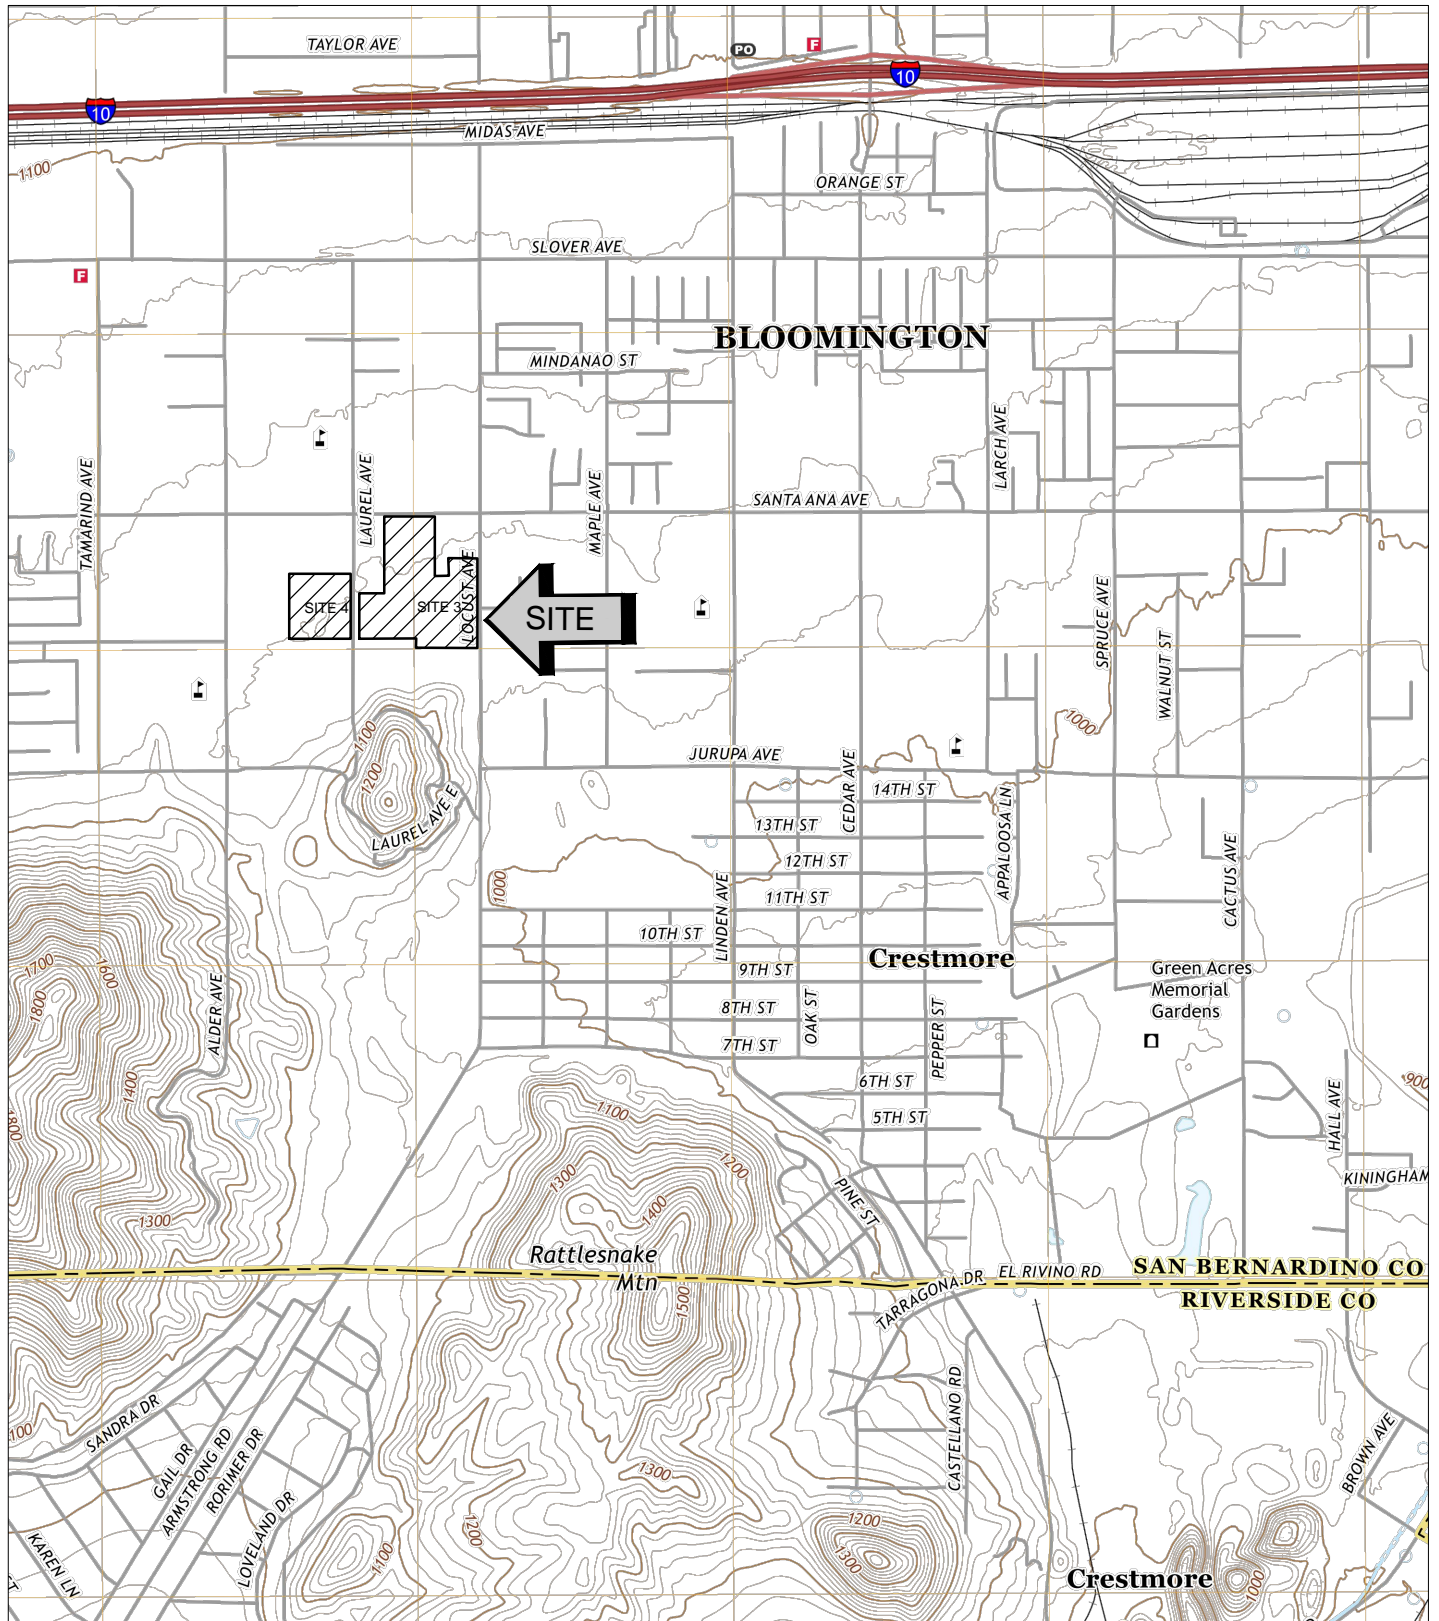 TAYLOR AVE
PO
F
10
10
MIDAS AVE
1100
ORANGE ST
SLOVER AVE
F
BLOOMINGTON
MINDANAO ST
LARCH AVE
TAMARIND AVE
LAUREL AVE
MAPLE AVE
SANTA ANA AVE
LOCUST AVE
SITE 4
SITE 3
SITE
SPRUCE AVE
WALNUT ST
1000
1100
1200
JURUPA AVE
CEDAR AVE
14TH ST
LAUREL AVE E
13TH ST
APPALOOSA LN
12TH ST
1000
11TH ST
CACTUS AVE
LINDEN AVE
10TH ST
Crestmore
9TH ST
Green Acres
Memorial
Gardens
1700
1600
1800
ALDER AVE
8TH ST
OAK ST
PEPPER ST
7TH ST
6TH ST
900
1400
1100
5TH ST
HALL AVE
1800
1200
1300
KININGHAM
PINE ST
1400
1300
Rattlesnake
Mtn
SAN BERNARDINO CO
EL RIVINO RD
RIVERSIDE CO
TARRAGONA DR
1500
CASTELLANO RD
SANDRA DR
100
GAIL DR
ARMSTRONG RD
RORIMER DR
BROWN AVE
1300
LOVELAND DR
1200
1200
1100
1300
KAREN LN
ST
Crestmore
1000